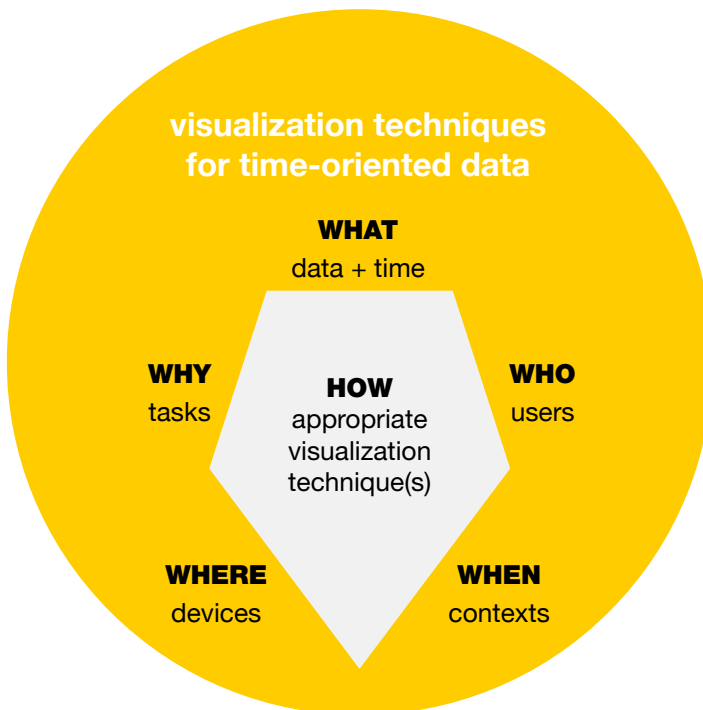 visualization techniques
for time-oriented data
WHAT
data + time
WHY
tasks
HOW
appropriate
visualization
technique(s)
WHO
users
WHERE
devices
WHEN
contexts